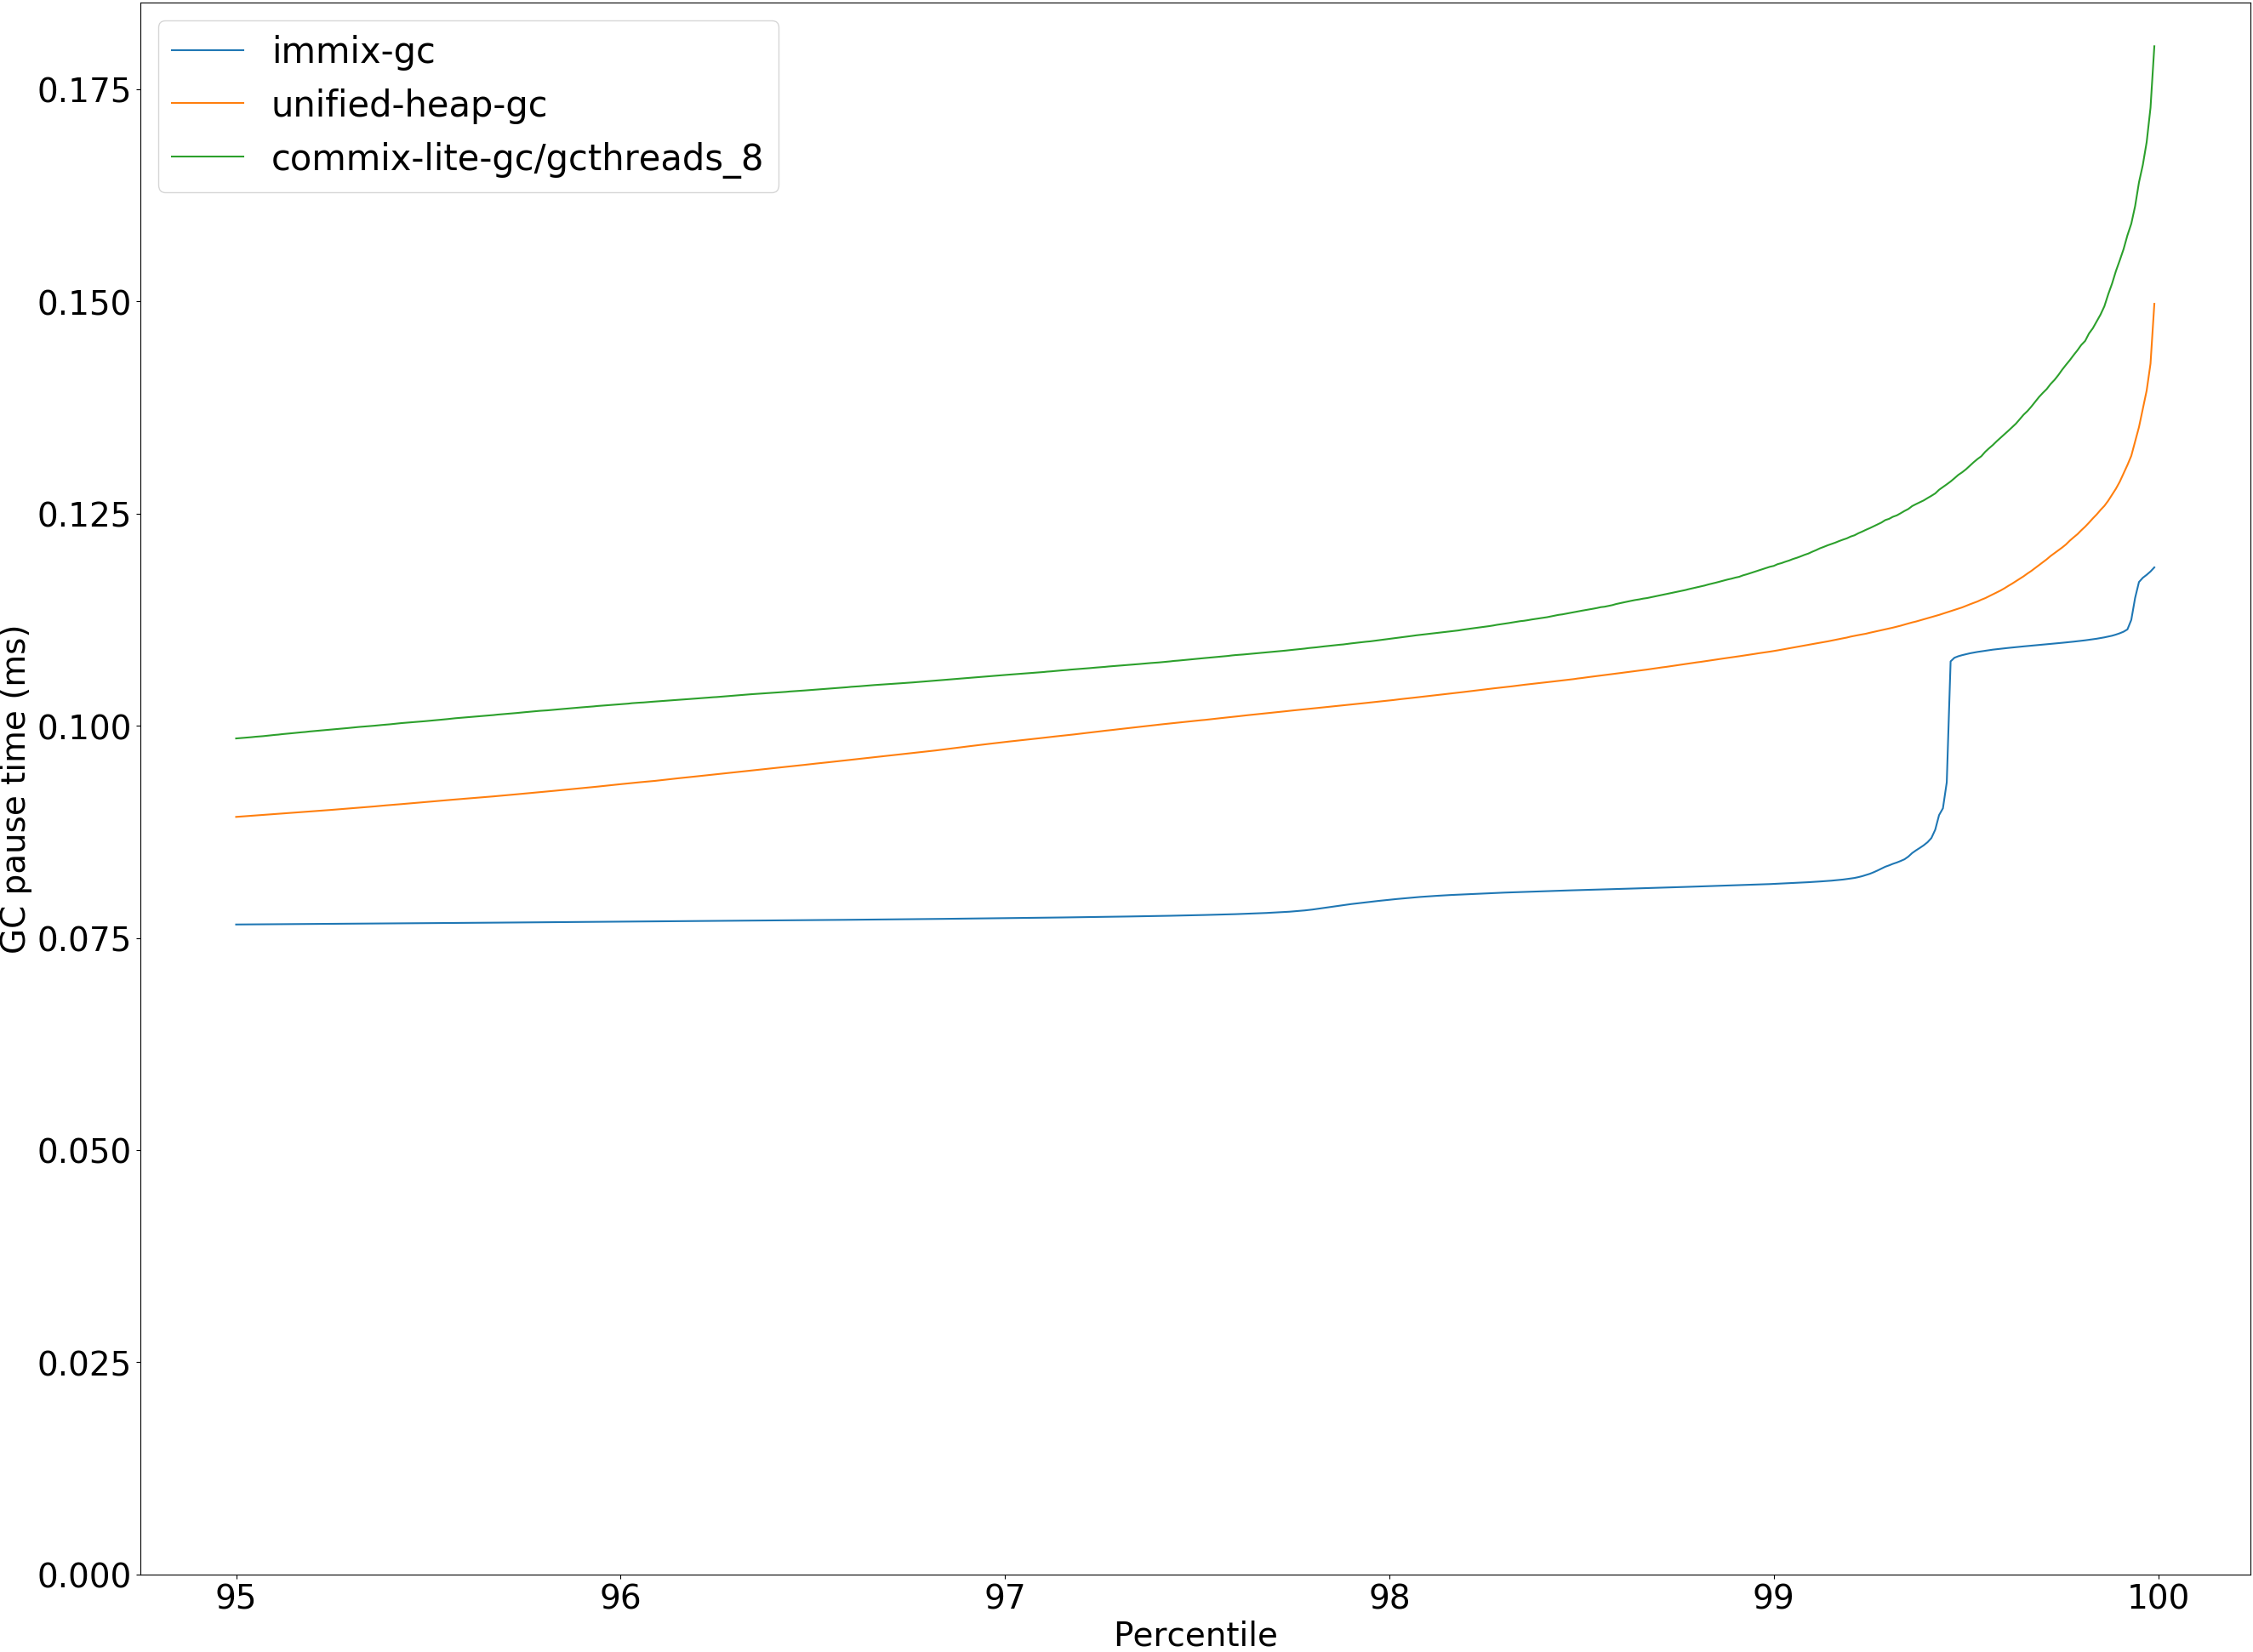 immix-gc
unified-heap-gc
commix-lite-gc/gcthreads_8
GC pause time (ms)
0.175
0.150
0.125
0.100
0.075
0.050
0.025
0.000
95 96 97 98 99 100
Percentile